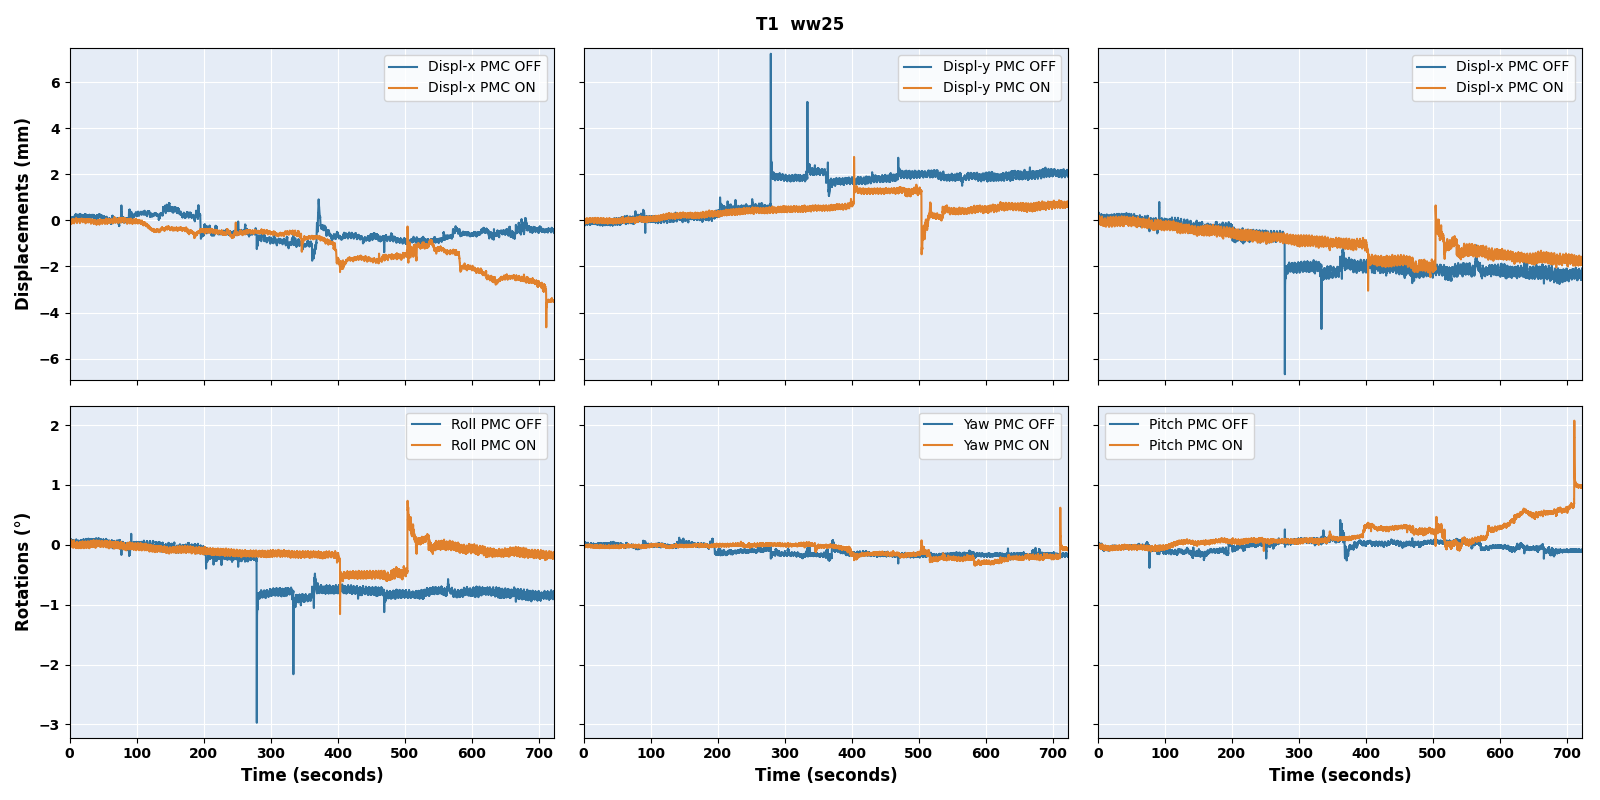 T1 ww25
Displacements (mm)
6
4
2
0
−2
−4
−6
Displ-x PMC OFF
Displ-x PMC ON
Displ-y PMC OFF
Displ-y PMC ON
Displ-x PMC OFF
Displ-x PMC ON
Rotations (°)
2
1
0
−1
−2
−3
Roll PMC OFF
Roll PMC ON
Yaw PMC OFF
Yaw PMC ON
Pitch PMC OFF
Pitch PMC ON
0 100 200 300 400 500 600 700
0 100 200 300 400 500 600 700
0 100 200 300 400 500 600 700
Time (seconds)
Time (seconds)
Time (seconds)